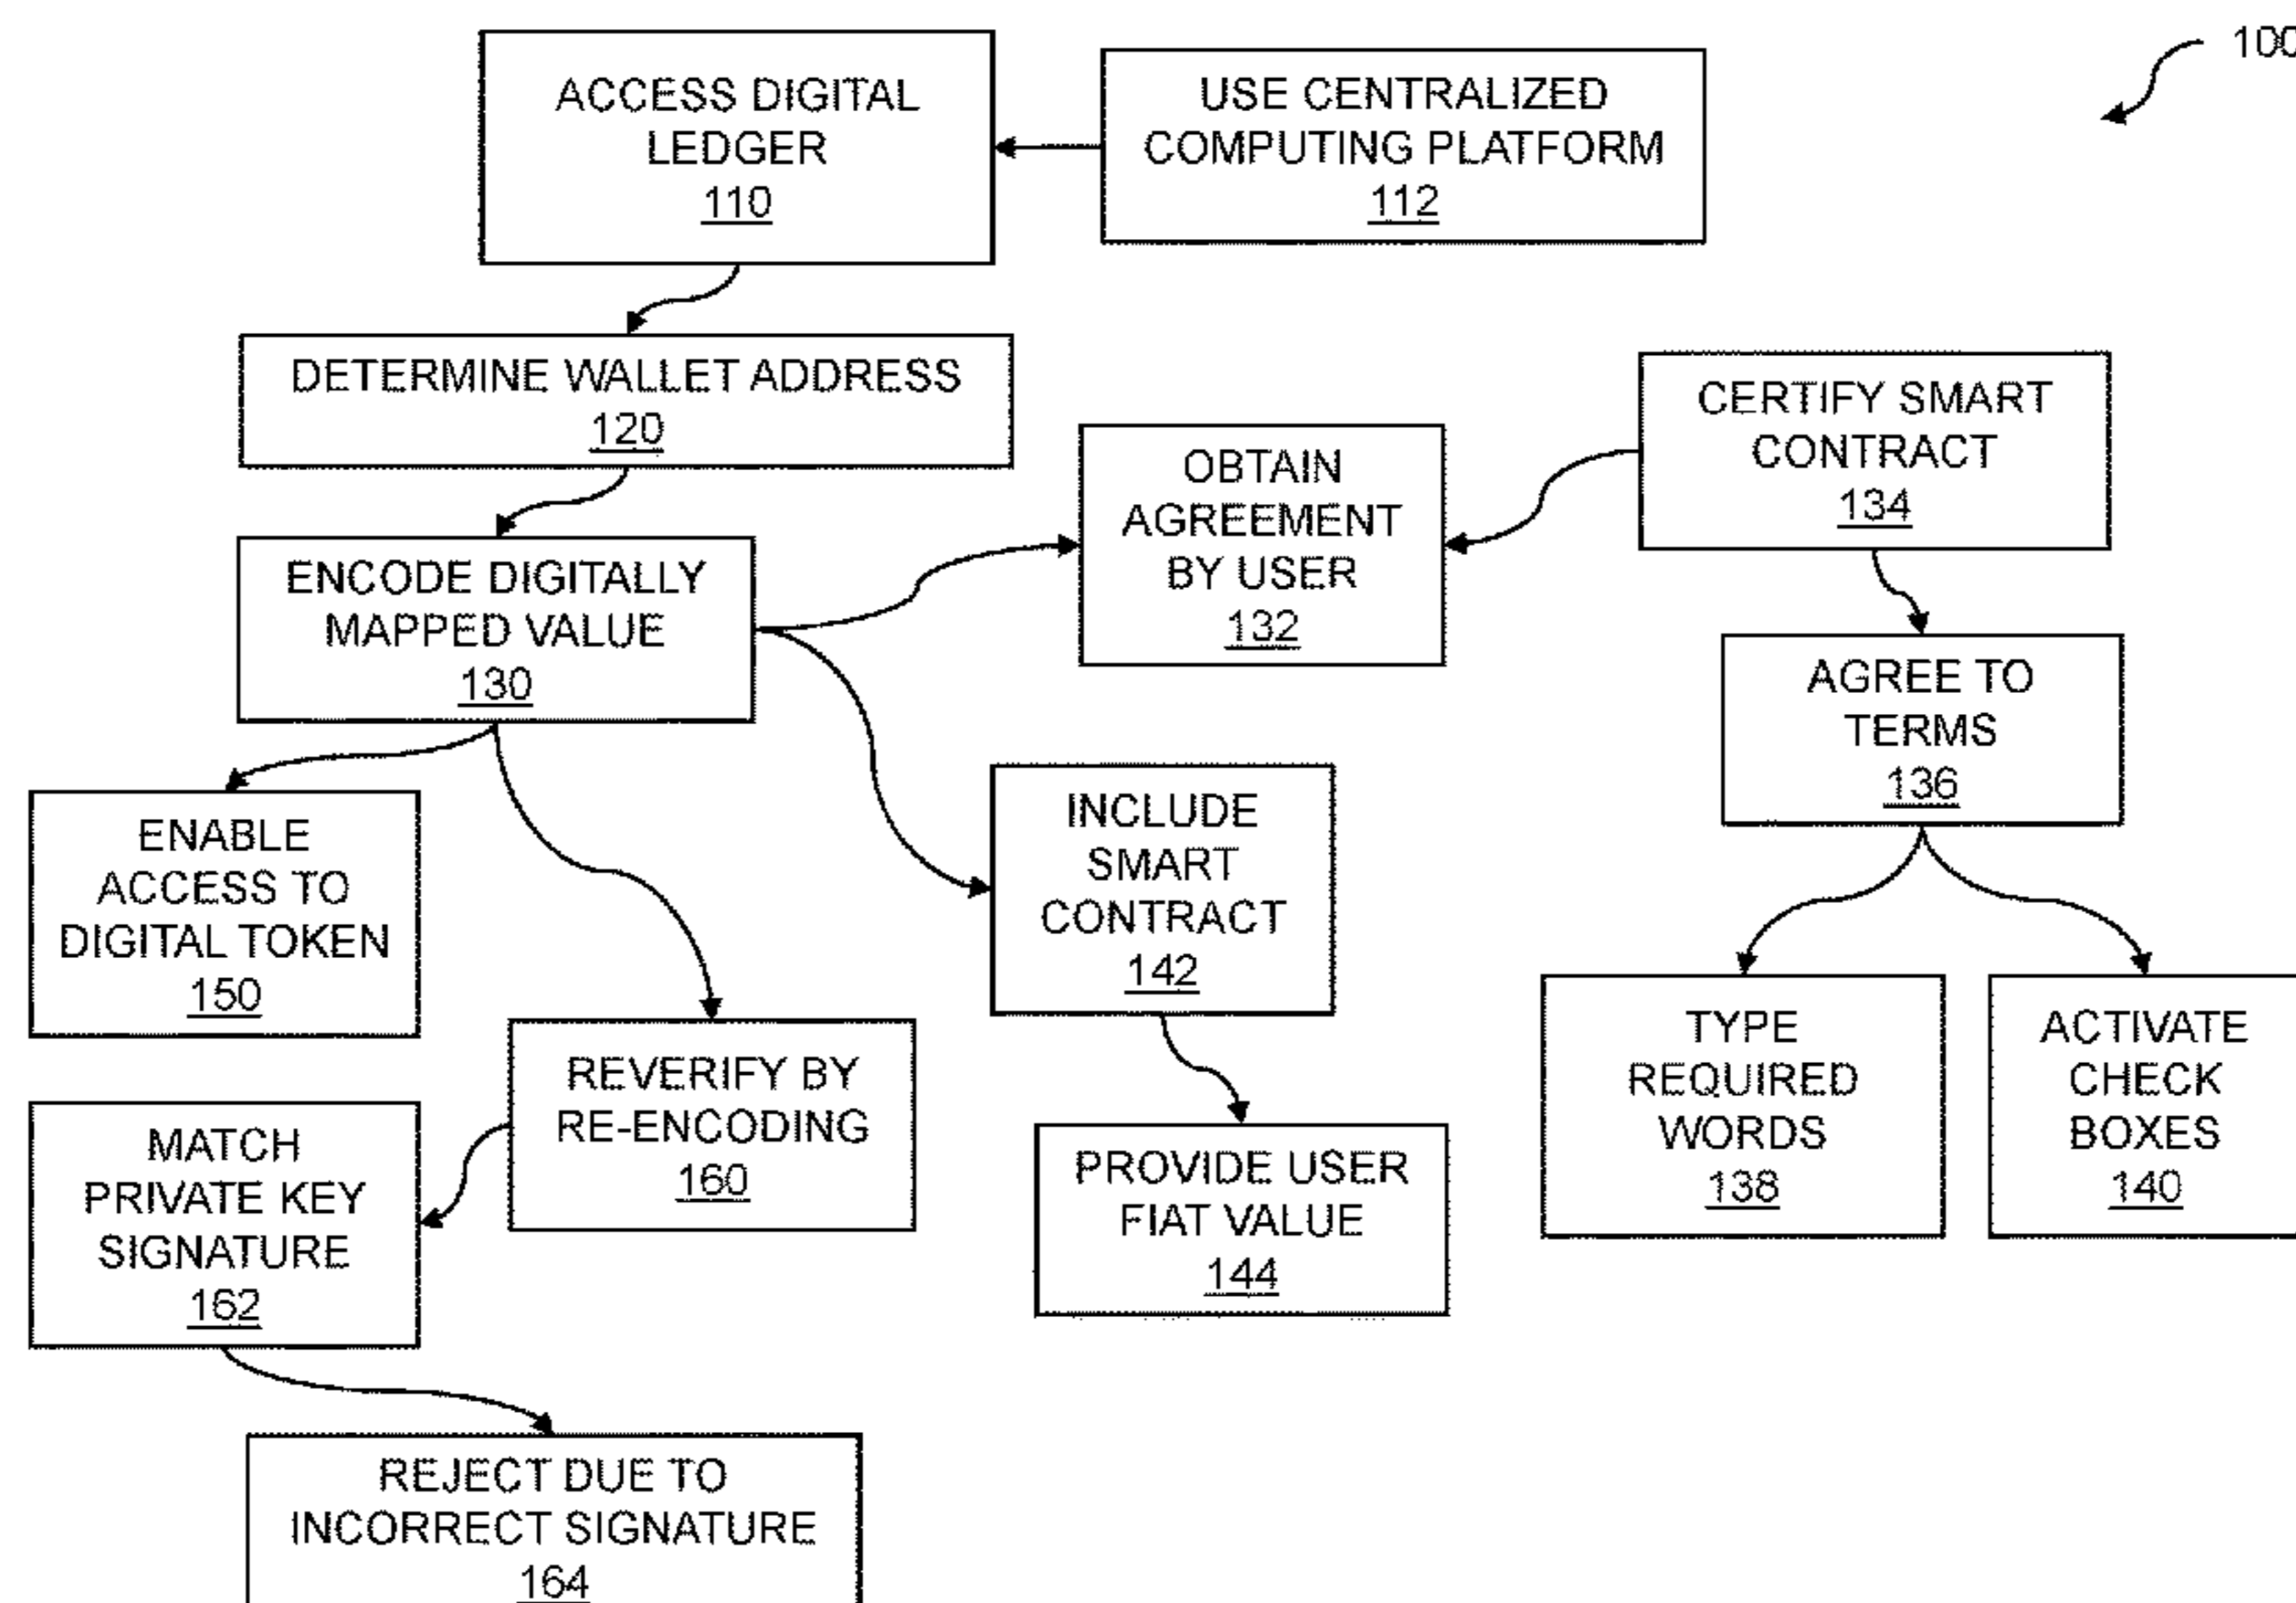 100
ACCESS DIGITAL
LEDGER
110
USE CENTRALIZED
COMPUTING PLATFORM
112
DETERMINE WALLET ADDRESS
120
CERTIFY SMART
CONTRACT
134
OBTAIN
AGREEMENT
BY USER
132
ENCODE DIGITALLY
MAPPED VALUE
130
AGREE TO
TERMS
136
ENABLE
ACCESS TO
DIGITAL TOKEN
150
INCLUDE
SMART
CONTRACT
142
TYPE
REQUIRED
WORDS
138
ACTIVATE
CHECK
BOXES
140
REVERIFY BY
RE-ENCODING
160
MATCH
PRIVATE KEY
SIGNATURE
162
PROVIDE USER
FIAT VALUE
144
REJECT DUE TO
INCORRECT SIGNATURE
164